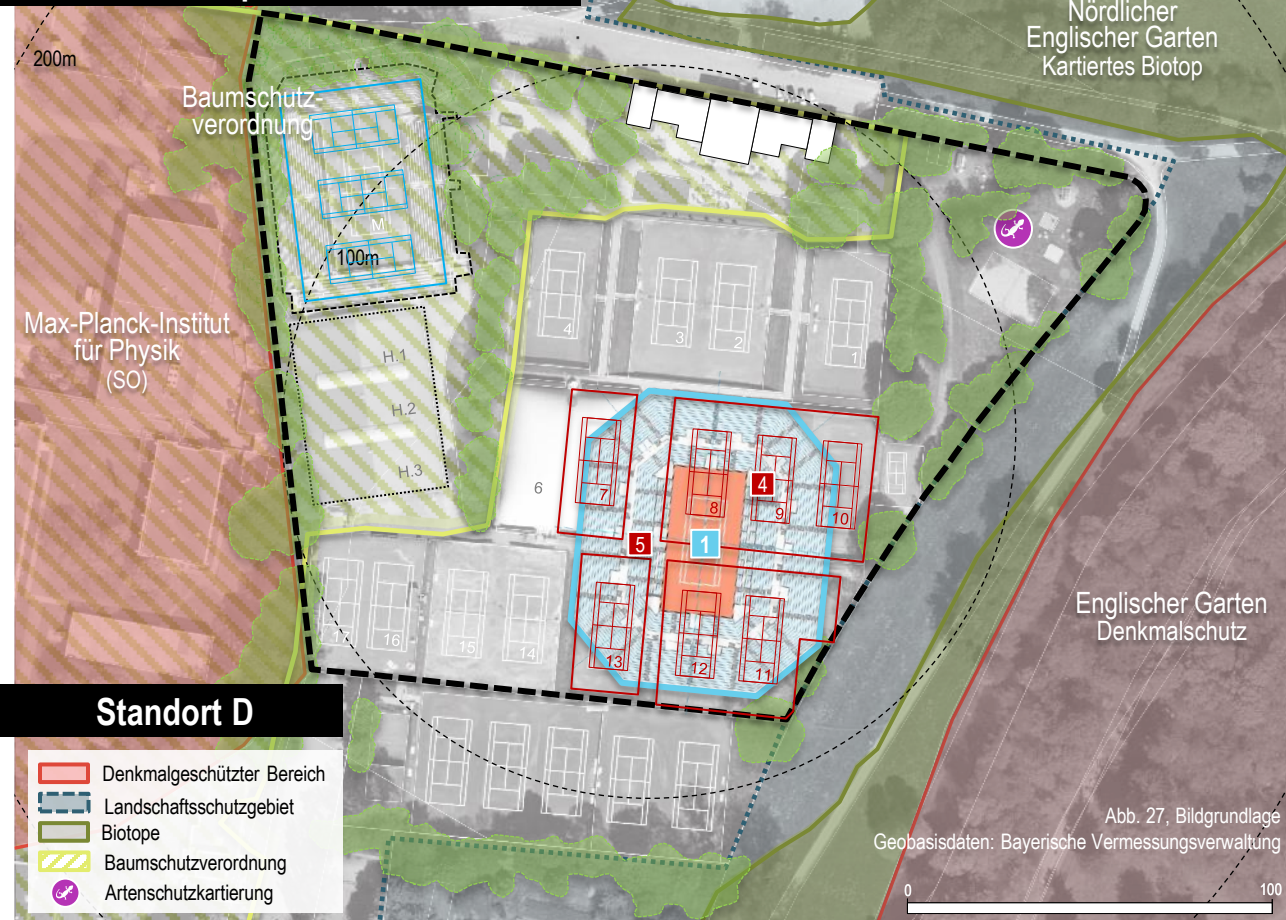 200m
Nördlicher
Englischer Garten
Kartiertes Biotop
Baumschutz-
verordnung
M
100m
Max-Planck-Institut
für Physik
(SO)
H.1
H.2
H.3
4
3
2
1
6
7
8
4
9
10
5
1
17
16
15
14
13
12
11
Englischer Garten
Denkmalschutz
Standort D
Denkmalgeschützter Bereich
Landschaftsschutzgebiet
Biotope
Baumschutzverordnung
Artenschutzkartierung
Abb. 27, Bildgrundlage
Geobasisdaten: Bayerische Vermessungsverwaltung
0
100